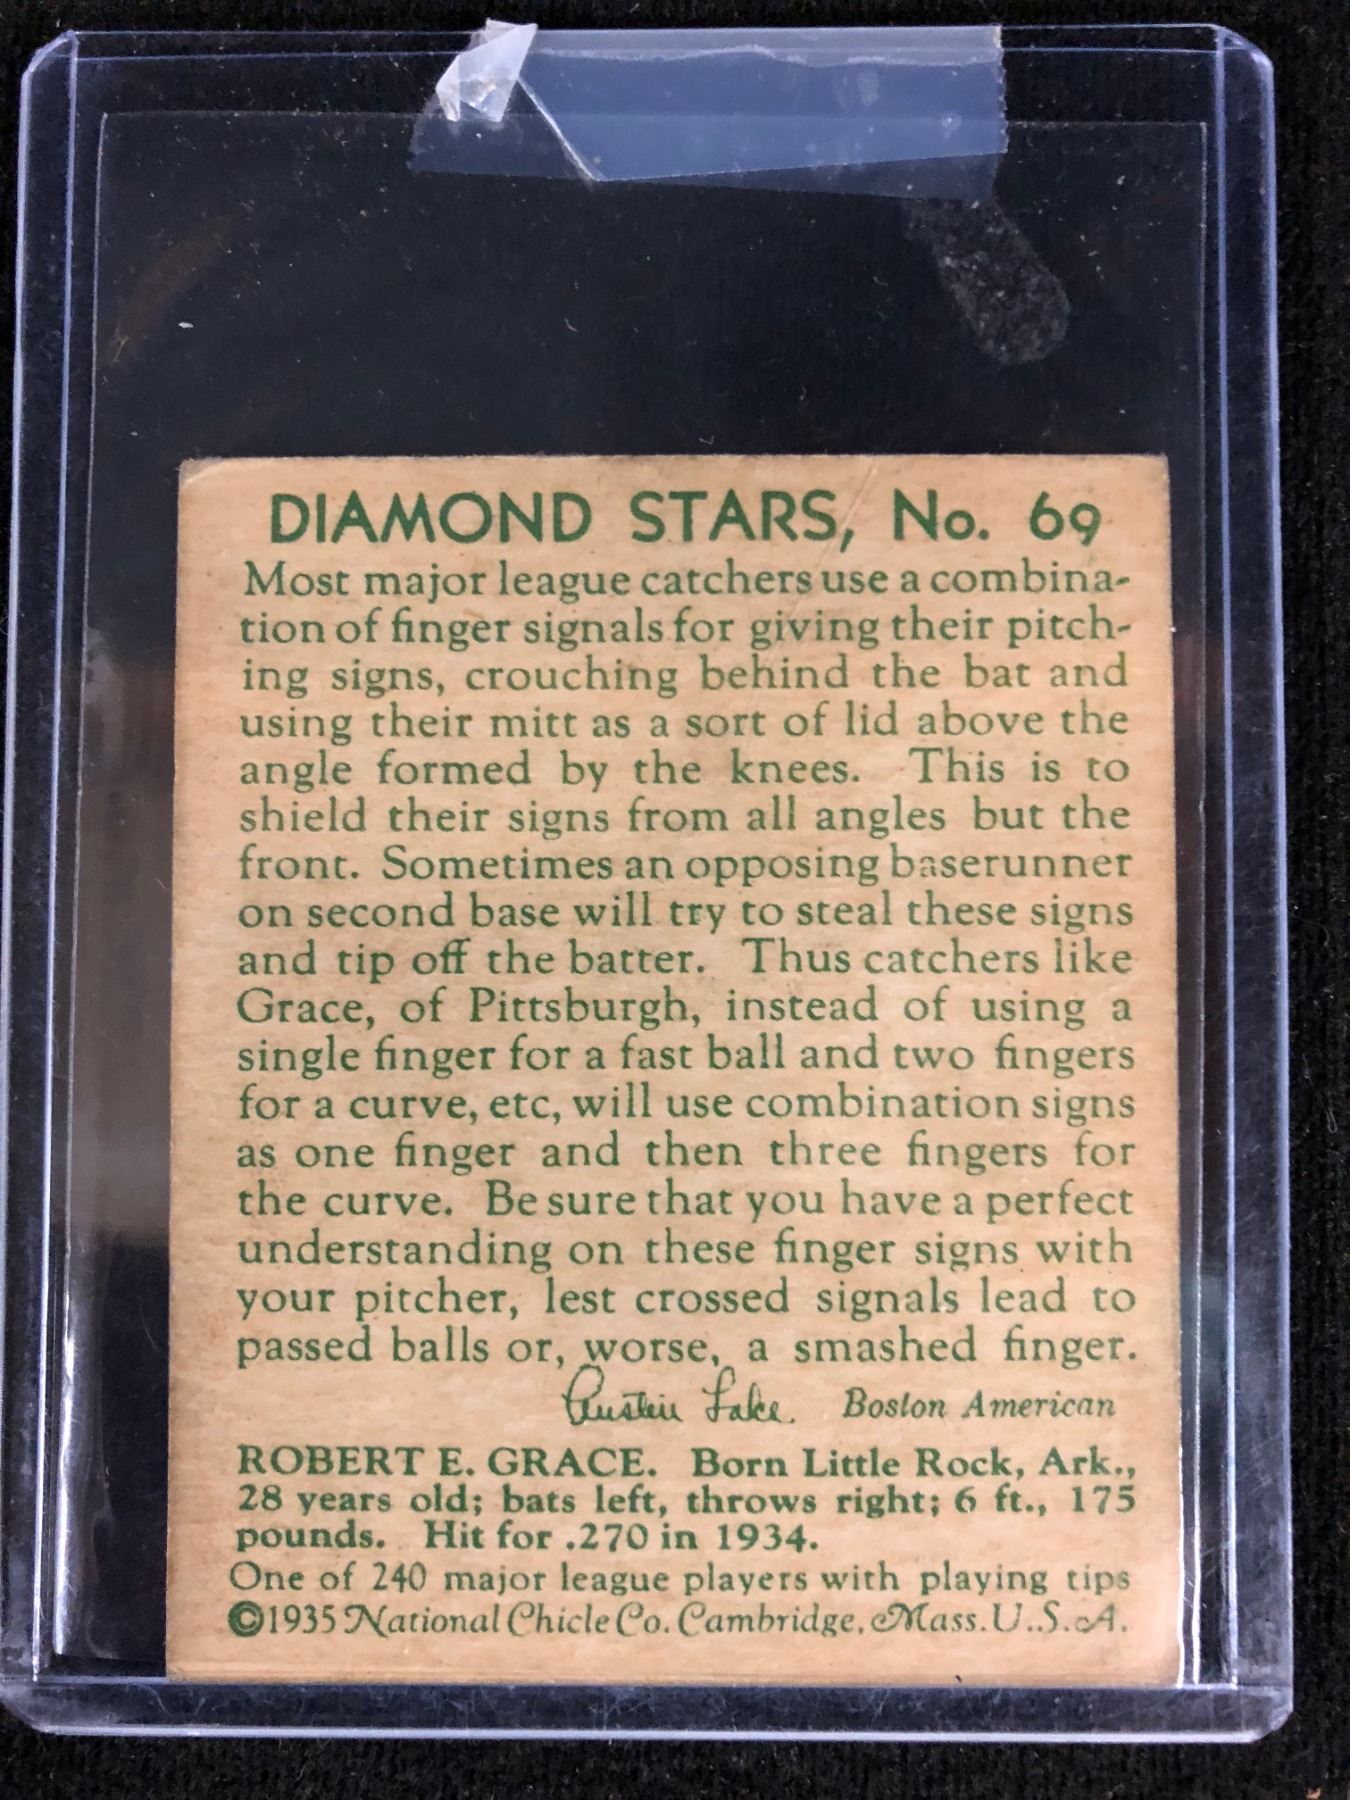 DIAMOND STARS, No. 69
Most major league catchers use a combina-
tion of finger signals for giving their pitch-
ing signs, crouching behind the bat and
using their mitt as a sort of lid above the
angle formed by the knees. This is to
shield their signs from all angles but the
front. Sometimes an opposing baserunner
on second base will try to steal these signs
and tip off the batter. Thus catchers like
Grace, of Pittsburgh, instead of using a
single finger for a fast ball and two fingers
for a curve, etc, will use combination signs
as one finger and then three fingers for
the curve. Be sure that you have a perfect
understanding on these finger signs with
your pitcher, lest crossed signals lead to
passed balls or, worse, a smashed finger.
Austin Lake. Boston American
ROBERT E. GRACE. Born Little Rock, Ark.,
28 years old; bats left, throws right; 6 ft., 175
pounds. Hit for .270 in 1934.
One of 240 major league players with playing tips
©1935 National Chicle Co. Cambridge, Mass. U.S.A.